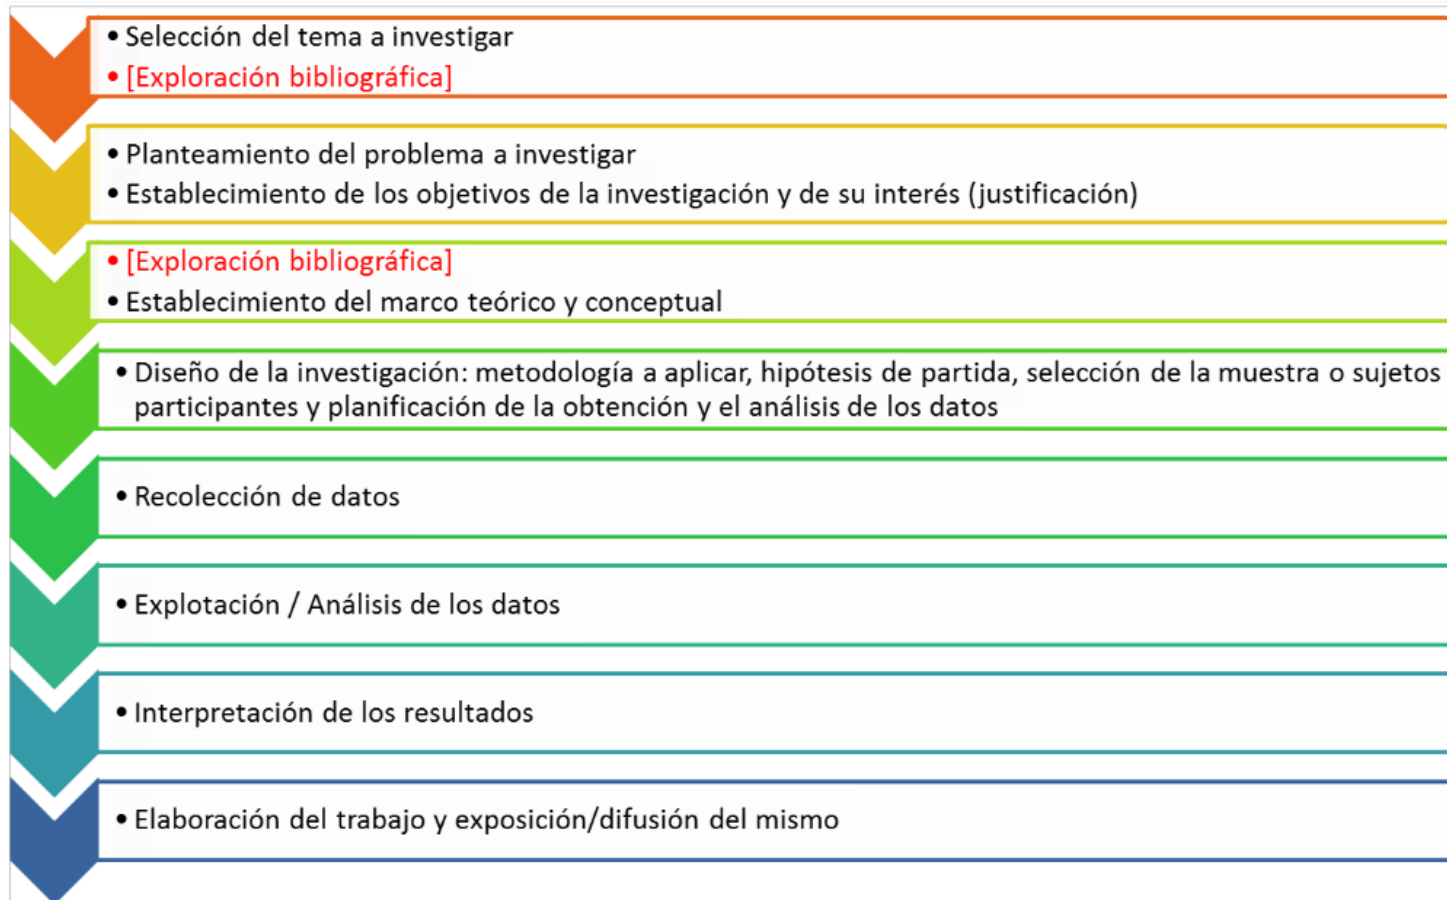 • Selección del tema a investigar
• [Exploración bibliográfica]
• Planteamiento del problema a investigar
• Establecimiento de los objetivos de la investigación y de su interés (justificación)
• [Exploración bibliográfica]
• Establecimiento del marco teórico y conceptual
• Diseño de la investigación: metodología a aplicar, hipótesis de partida, selección de la muestra o sujetos
participantes y planificación de la obtención y el análisis de los datos
• Recolección de datos
• Explotación / Análisis de los datos
• Interpretación de los resultados
• Elaboración del trabajo y exposición/difusión del mismo